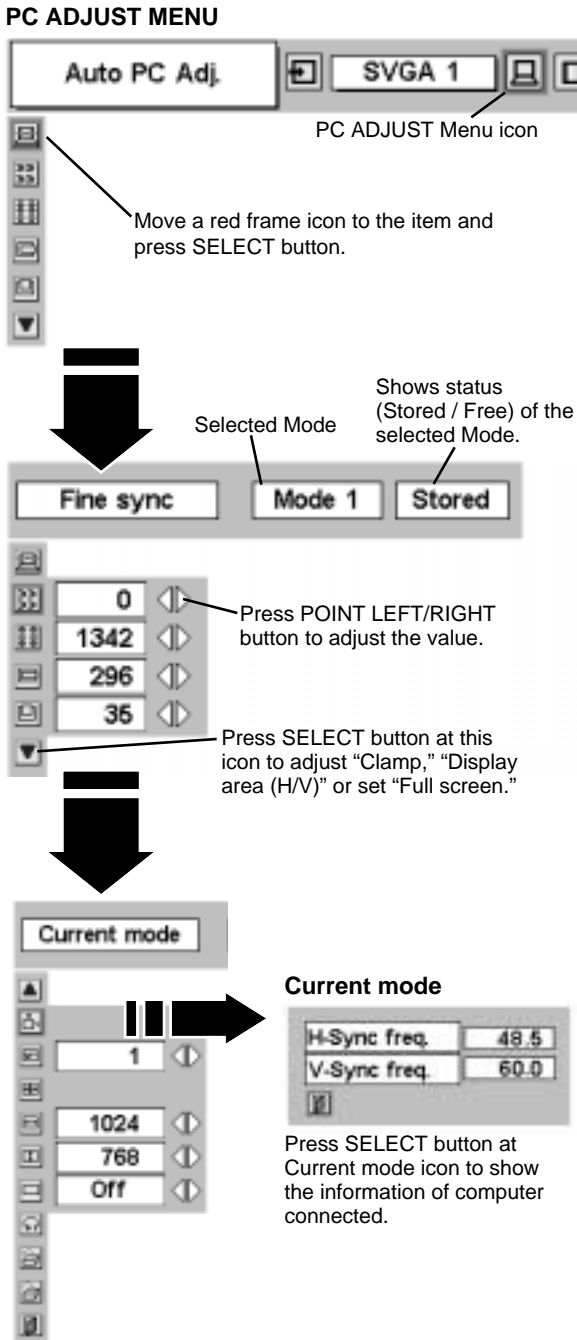 PC ADJUST MENU
Auto PC Adj.
SVGA 1
PC ADJUST Menu icon
Move a red frame icon to the item and
press SELECT button.
Shows status
(Stored / Free) of the
selected Mode.
Selected Mode
Fine sync
Mode 1
Stored
0
1342
296
35
Press POINT LEFT/RIGHT
button to adjust the value.
Press SELECT button at this
icon to adjust “Clamp,” “Display
area (H/V)” or set “Full screen.”
Current mode
1
1024
768
Off
Current mode
H-Sync freq. 48.5
V-Sync freq. 60.0
Press SELECT button at
Current mode icon to show
the information of computer
connected.